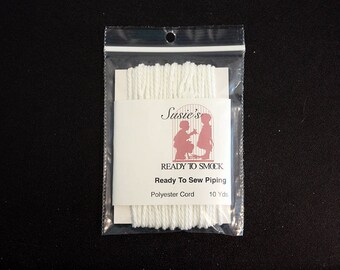 Susie's
READY TO SMOCK
Ready To Sew Piping
Polyester Cord 10 Yds